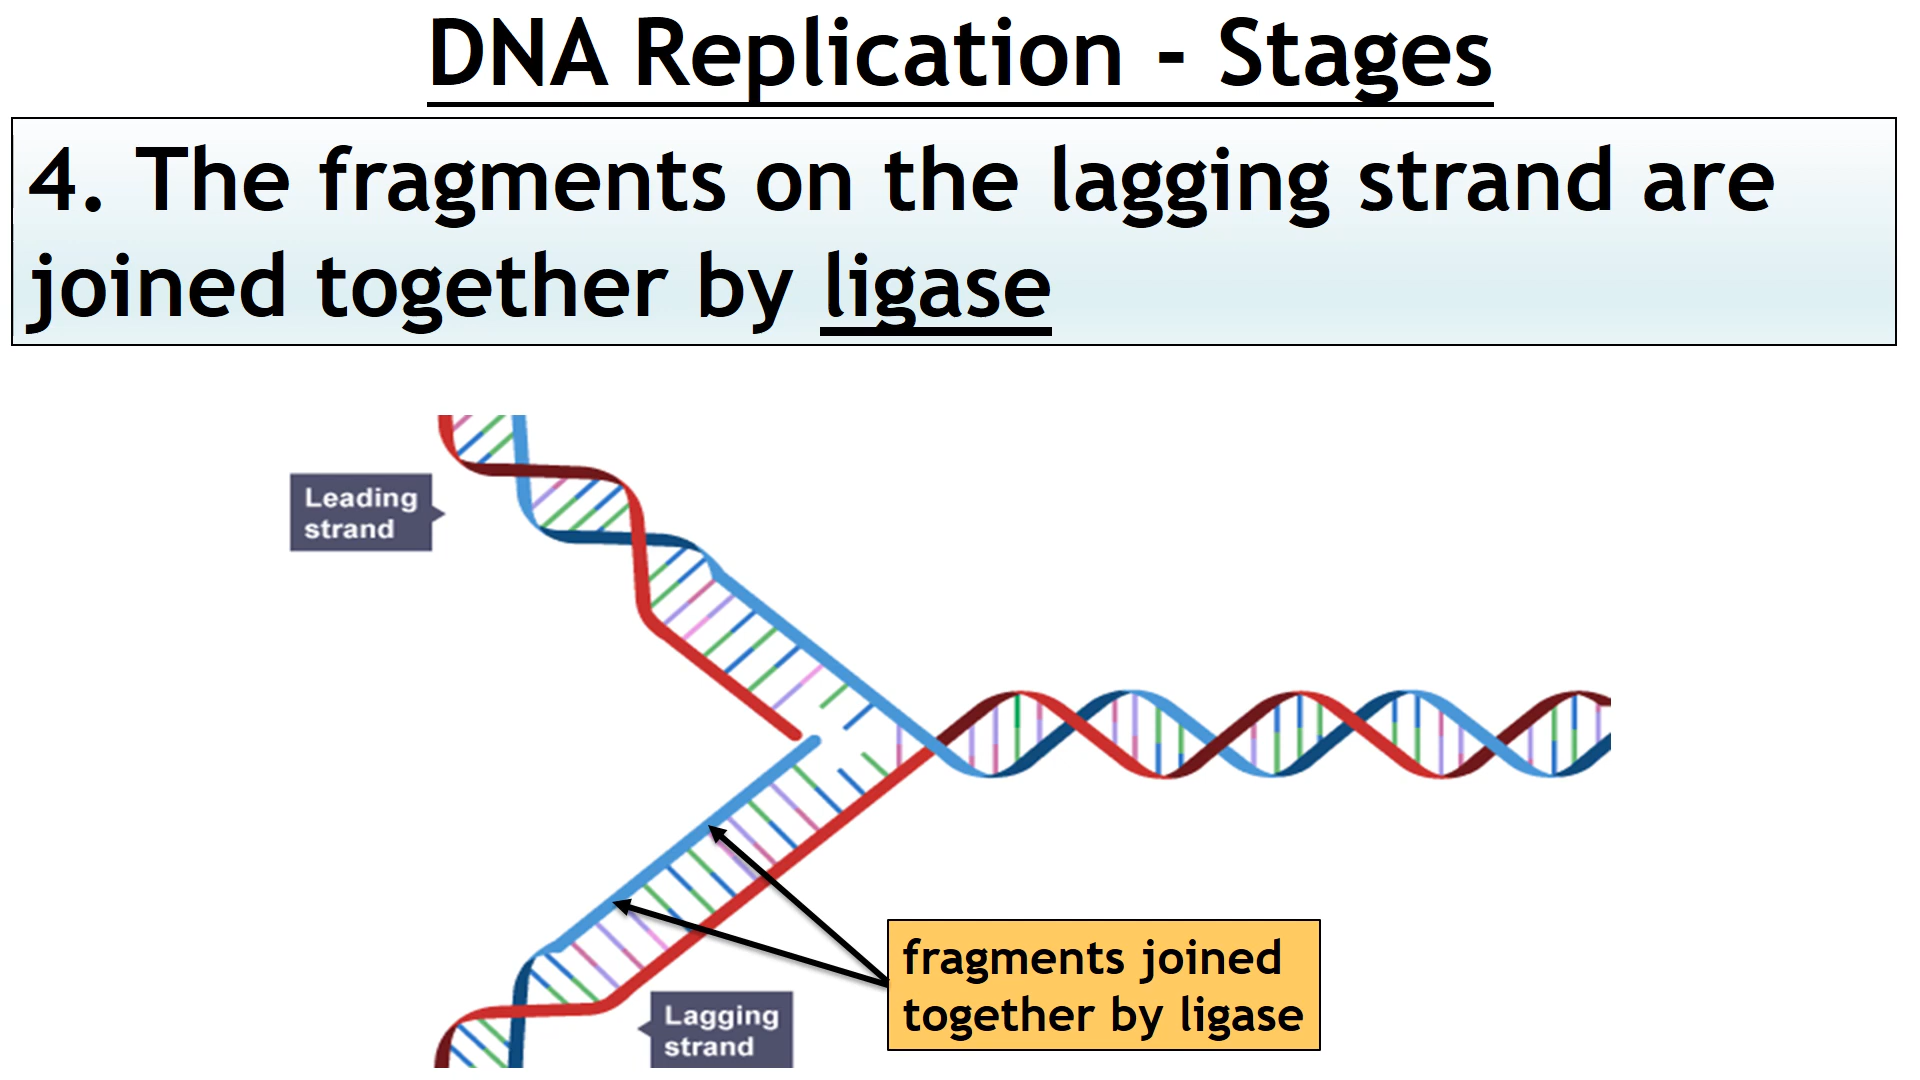 DNA Replication - Stages
4. The fragments on the lagging strand are
joined together by ligase
Leading
strand
fragments joined
together by ligase
Lagging
strand